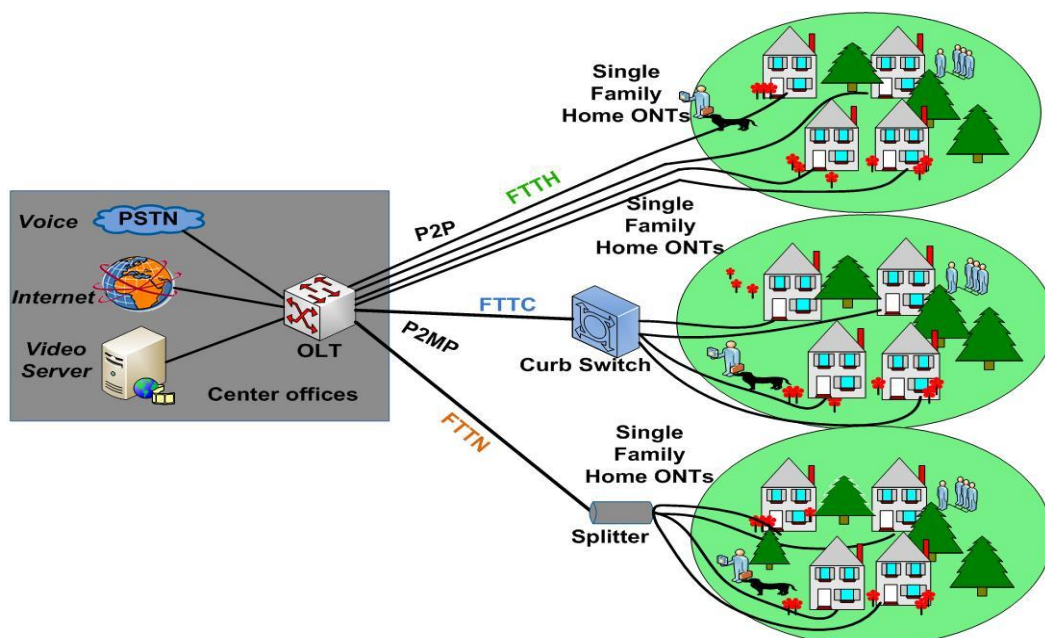 Single
Family
Home ONTs
FTTH
P2P
Single
Family
Home ONTs
Voice
PSTN
Internet
Video
Server
OLT
Center offices
FTTC
P2MP
Curb Switch
FTTN
Single
Family
Home ONTs
Splitter